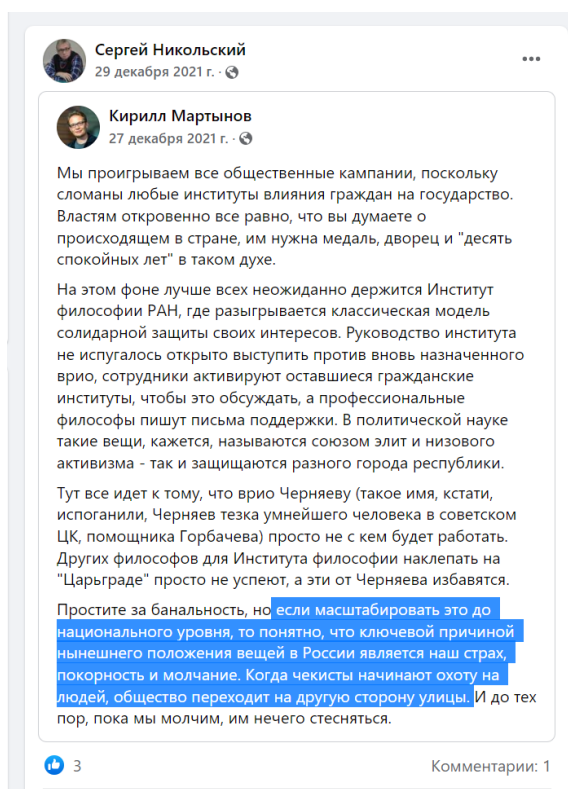 Сергей Никольский
29 декабря 2021 г. ·
Кирилл Мартынов
27 декабря 2021 г. ·
Мы проигрываем все общественные кампании, поскольку
сломаны любые институты влияния граждан на государство.
Властям откровенно все равно, что вы думаете о
происходящем в стране, им нужна медаль, дворец и "десять
спокойных лет" в таком духе.
На этом фоне лучше всех неожиданно держится Институт
философии РАН, где разыгрывается классическая модель
солидарной защиты своих интересов. Руководство института
не испугалось открыто выступить против вновь назначенного
врио, сотрудники активируют оставшиеся гражданские
институты, чтобы это обсуждать, а профессиональные
философы пишут письма поддержки. В политической науке
такие вещи, кажется, называются союзом элит и низового
активизма - так и защищаются разного города республики.
Тут все идет к тому, что врио Черняеву (такое имя, кстати,
испоганили, Черняев тезка умнейшего человека в советском
ЦК, помощника Горбачева) просто не с кем будет работать.
Других философов для Института философии наклепать на
"Царьграде" просто не успеют, а эти от Черняева избавятся.
Простите за банальность, но если масштабировать это до
национального уровня, то понятно, что ключевой причиной
нынешнего положения вещей в России является наш страх,
покорность и молчание. Когда чекисты начинают охоту на
людей, общество переходит на другую сторону улицы. И до тех
пор, пока мы молчим, им нечего стесняться.
3
Комментарии: 1